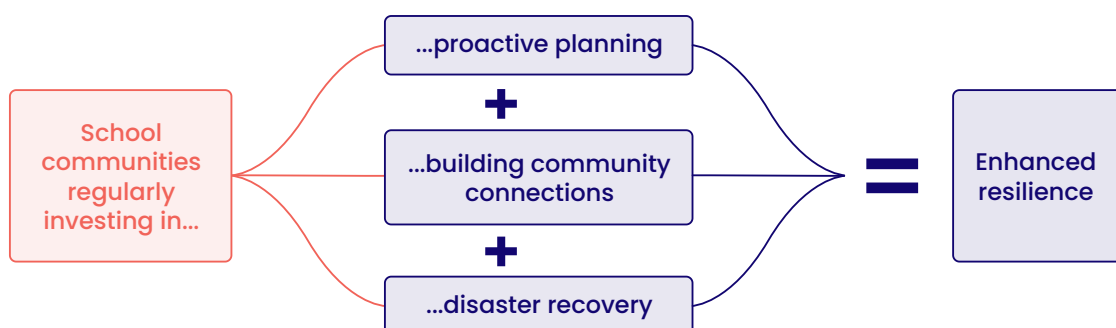 School
communities
regularly
investing in...
...proactive planning
+
...building community
connections
+
...disaster recovery
=
Enhanced
resilience